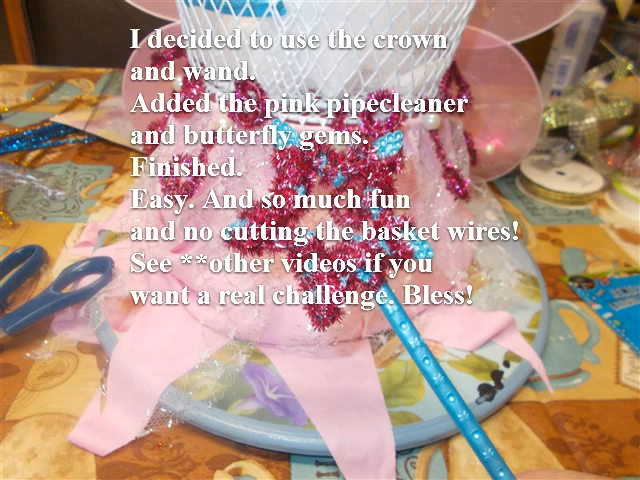 I decided to use the crown
and wand.
Added the pink pipecleaner
and butterfly gems.
Finished.
Easy. And so much fun
and no cutting the basket wires!
See **other videos if you
want a real challenge. Bless!